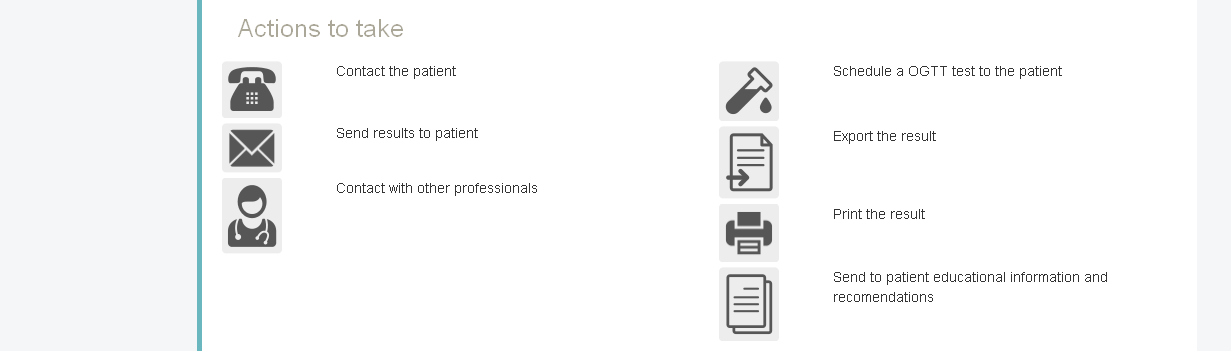 Actions to take
Contact the patient
Send results to patient
Contact with other professionals
Schedule a OGTT test to the patient
Export the result
Print the result
Send to patient educational information and
recomendations